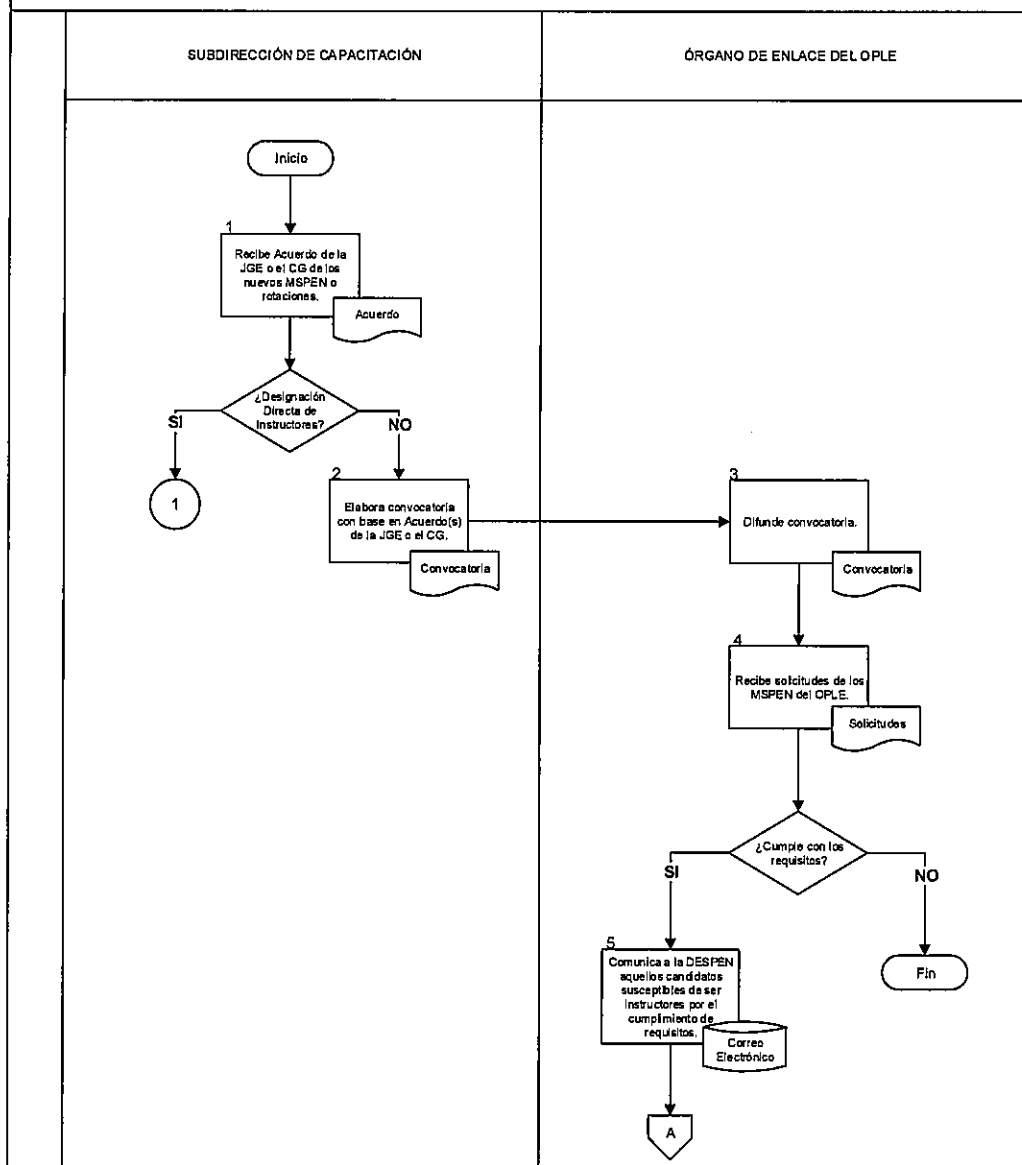 SUBDIRECCIÓN DE CAPACITACIÓN
ÓRGANO DE ENLACE DEL OPLE
Inicio
1
Recibe Acuerdo de la
JGE o el CG de los
nuevos MSPEN o
rotaciones.
Acuerdo
¿Designación
Directa de
Instructores?
SI
NO
1
2
Elabora convocatoria
con base en Acuerdo(s)
de la JGE o el CG.
Convocatoria
3
Difunde convocatoria.
Convocatoria
4
Recibe solicitudes de los
MSPEN del OPLE.
Solicitudes
¿Cumple con los
requisitos?
SI
NO
5
Comunica a la DESPEN
aquellos candidatos
susceptibles de ser
instructores por el
cumplimiento de
requisitos.
Correo
Electrónico
Fin
A